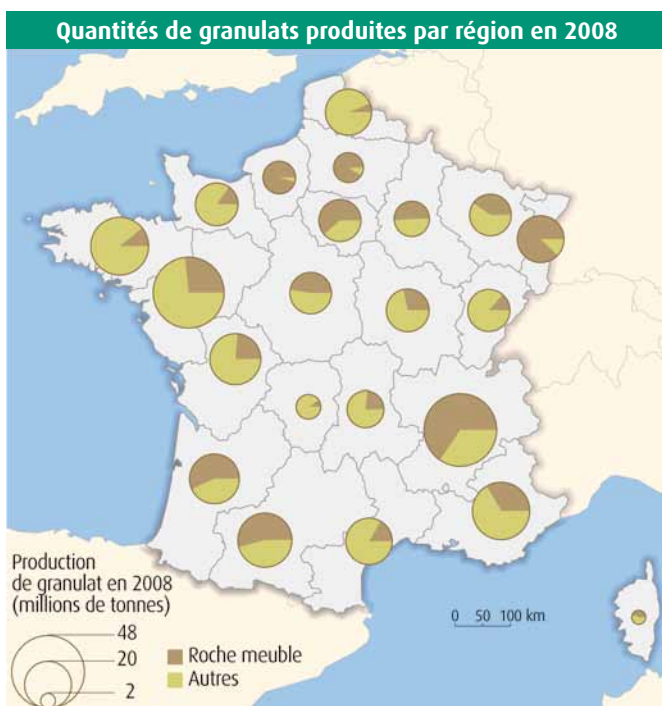 Quantités de granulats produites par région en 2008
Production
de granulat en 2008
(millions de tonnes)
48
20
2
Roche meuble
Autres
0 50 100 km